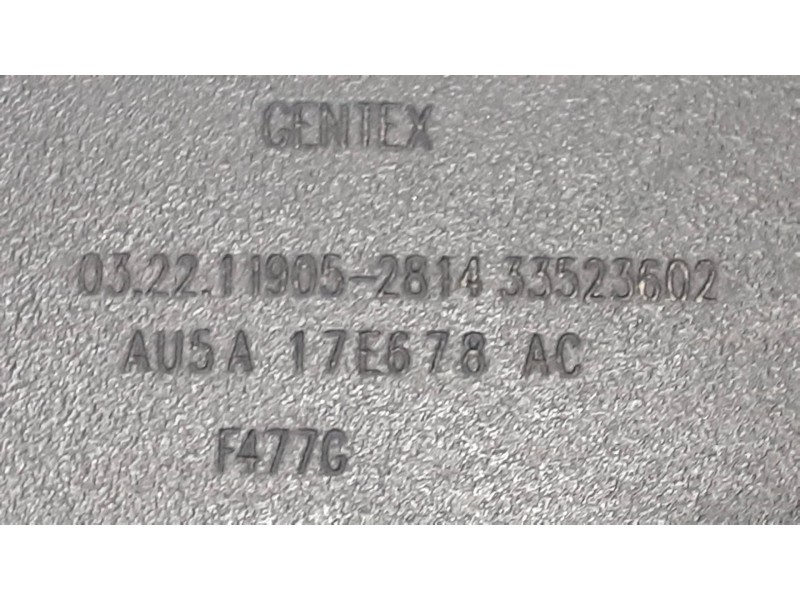 GENTEX
03.22.11905-2814 33523602
AU5A 17E678 AC
F477G